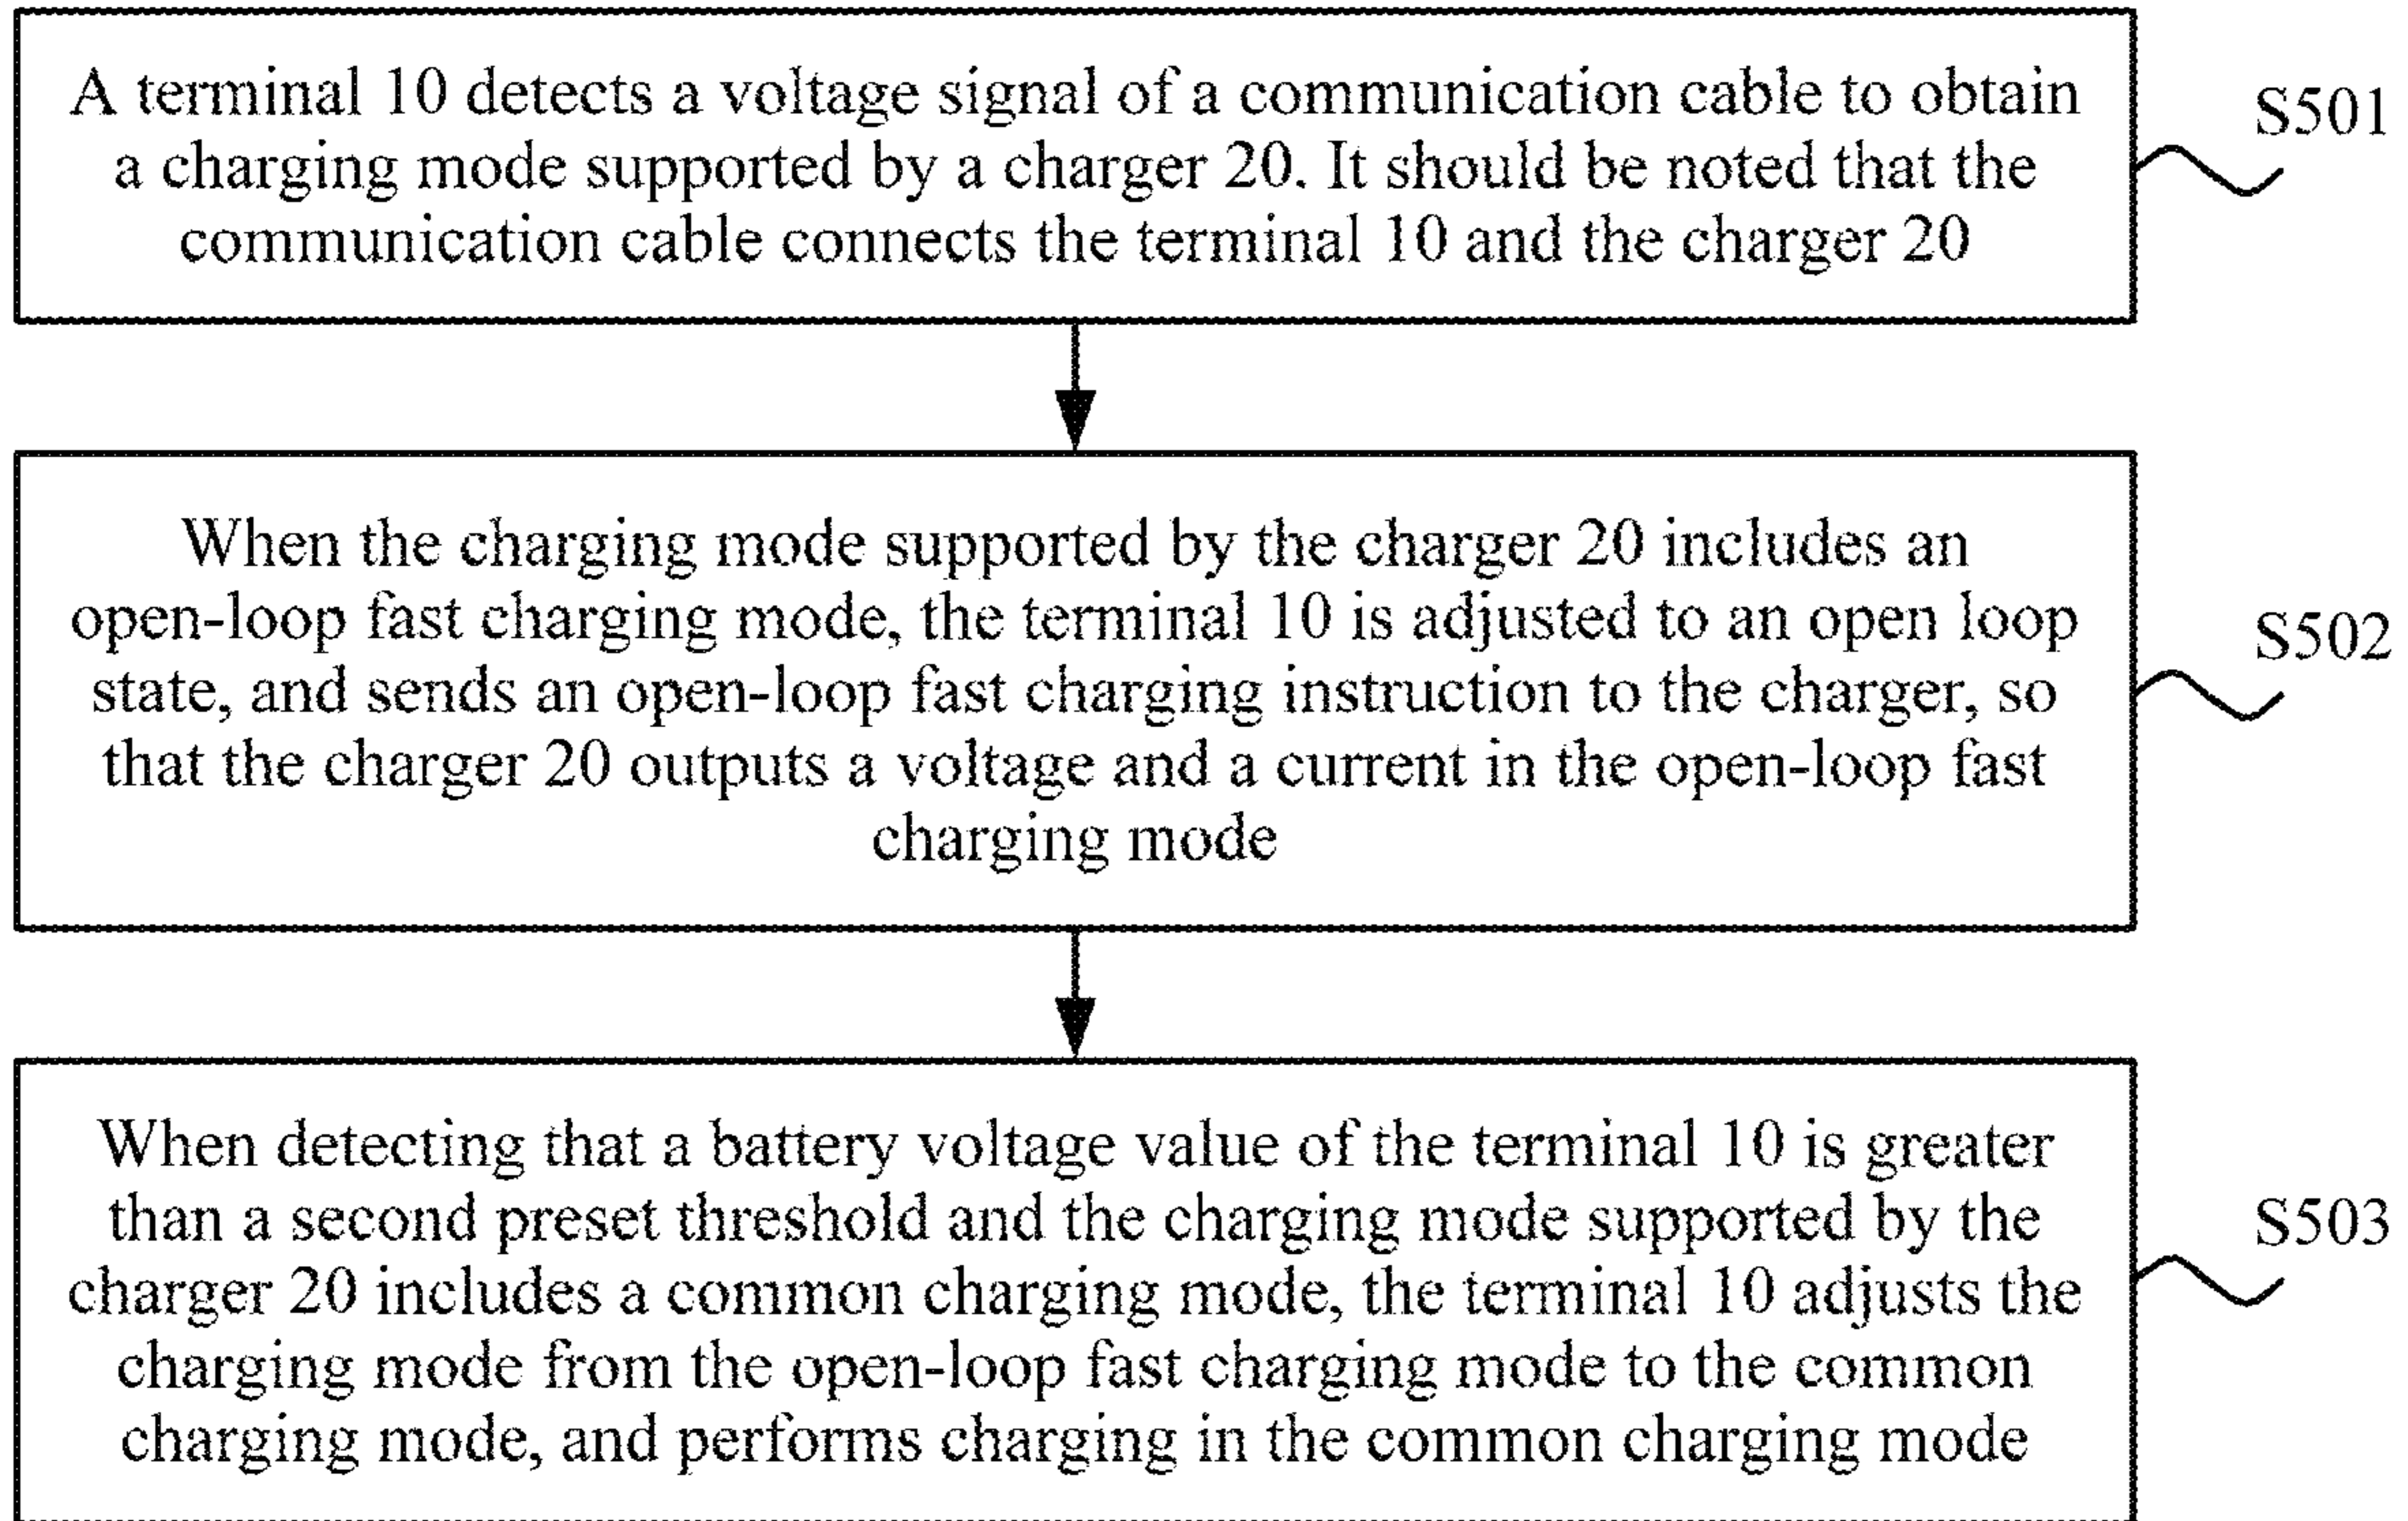 A terminal 10 detects a voltage signal of a communication cable to obtain
a charging mode supported by a charger 20. It should be noted that the
communication cable connects the terminal 10 and the charger 20
S501
When the charging mode supported by the charger 20 includes an
open-loop fast charging mode, the terminal 10 is adjusted to an open loop
state, and sends an open-loop fast charging instruction to the charger, so
that the charger 20 outputs a voltage and a current in the open-loop fast
charging mode
S502
When detecting that a battery voltage value of the terminal 10 is greater
than a second preset threshold and the charging mode supported by the
charger 20 includes a common charging mode, the terminal 10 adjusts the
charging mode from the open-loop fast charging mode to the common
charging mode, and performs charging in the common charging mode
S503